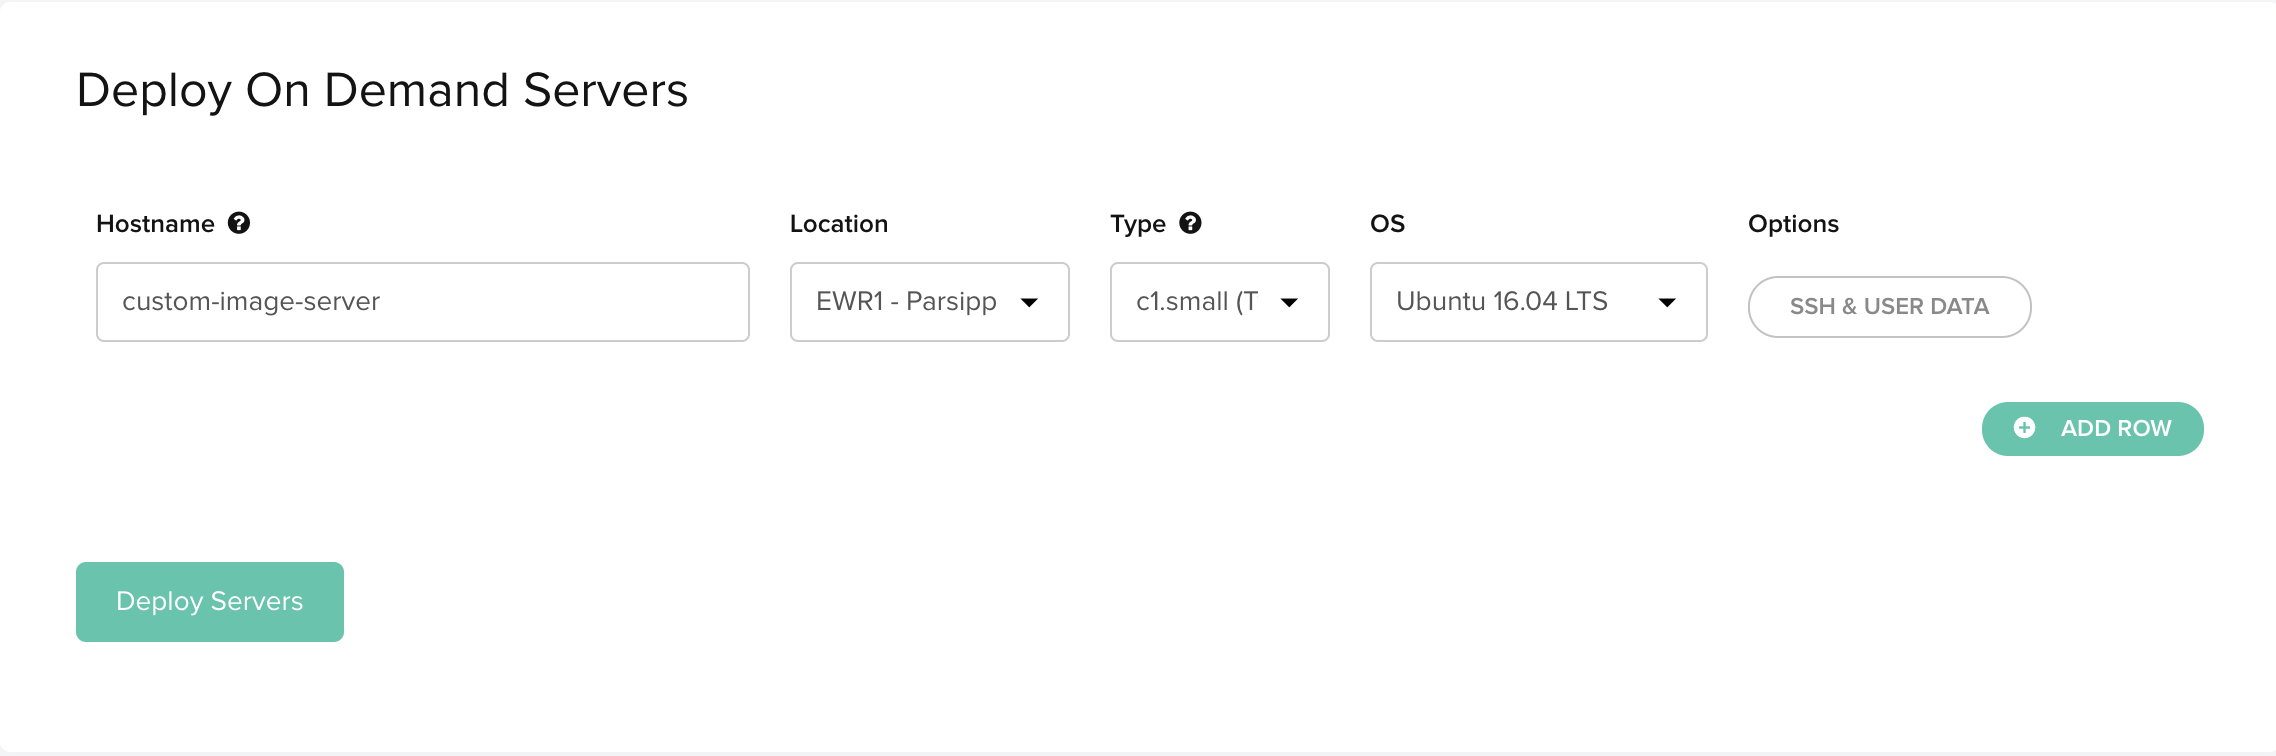 Deploy On Demand Servers
Hostname Location Type OS Options
custom-image-server EWR1 - Parsipp c1.small (T Ubuntu 16.04 LTS SSH & USER DATA
ADD ROW
Deploy Servers